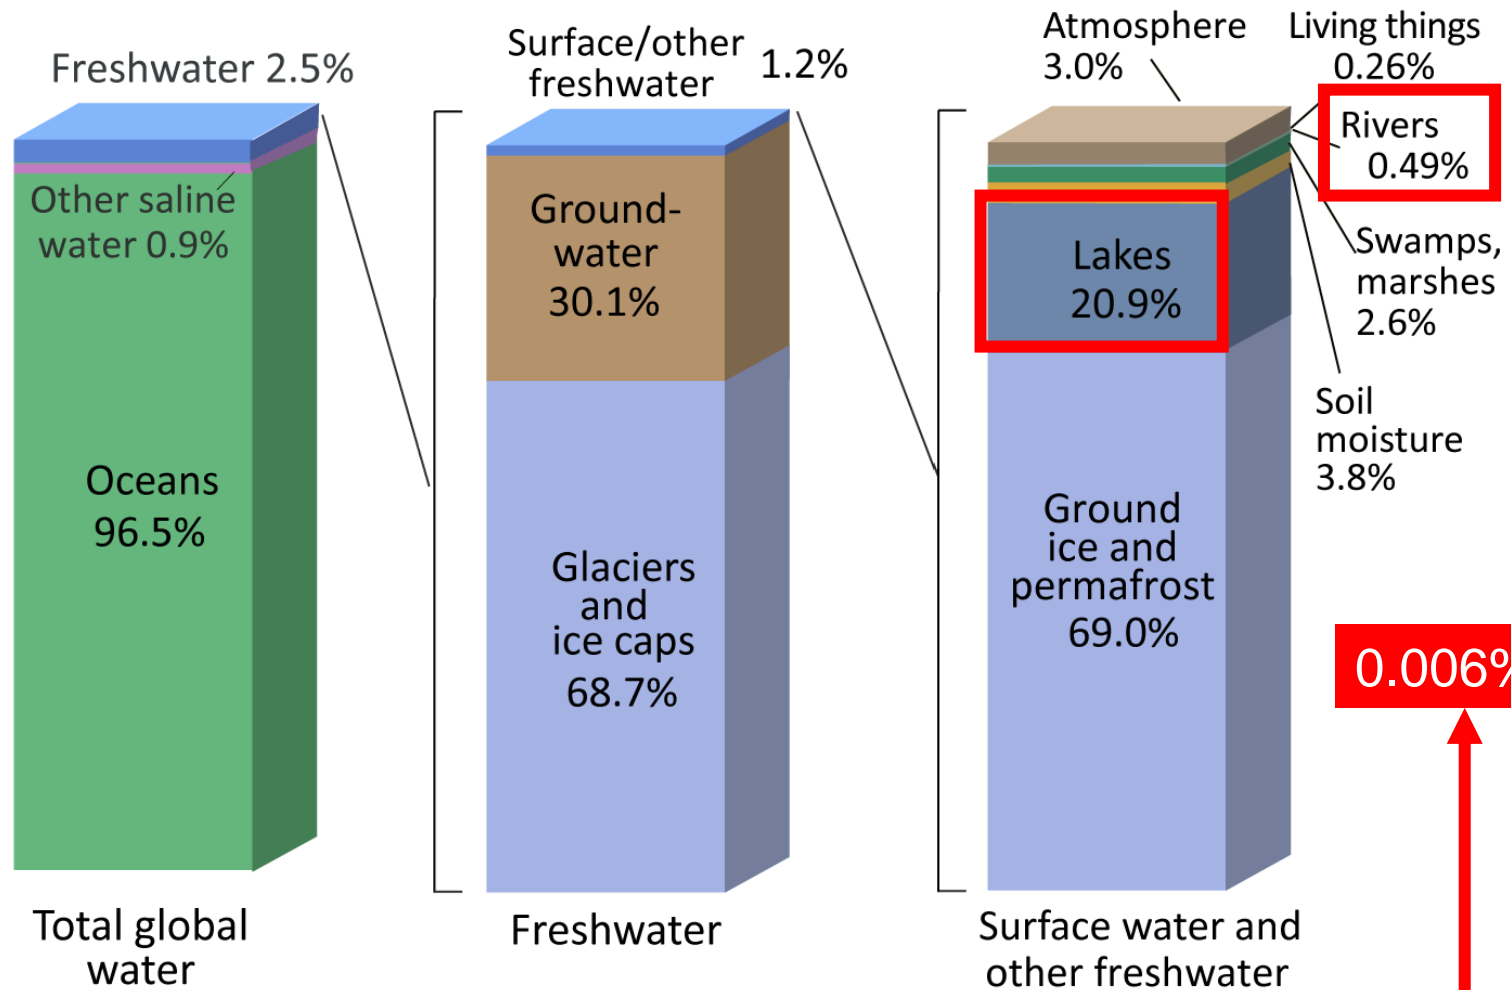 Freshwater 2.5%
Other saline
water 0.9%
Oceans
96.5%
Total global
water
Surface/other
freshwater
1.2%
Ground-
water
30.1%
Glaciers
and
ice caps
68.7%
Freshwater
Atmosphere
3.0%
Living things
0.26%
Rivers
0.49%
Swamps,
marshes
2.6%
Soil
moisture
3.8%
Lakes
20.9%
Ground
ice and
permafrost
69.0%
Surface water and
other freshwater
0.006%